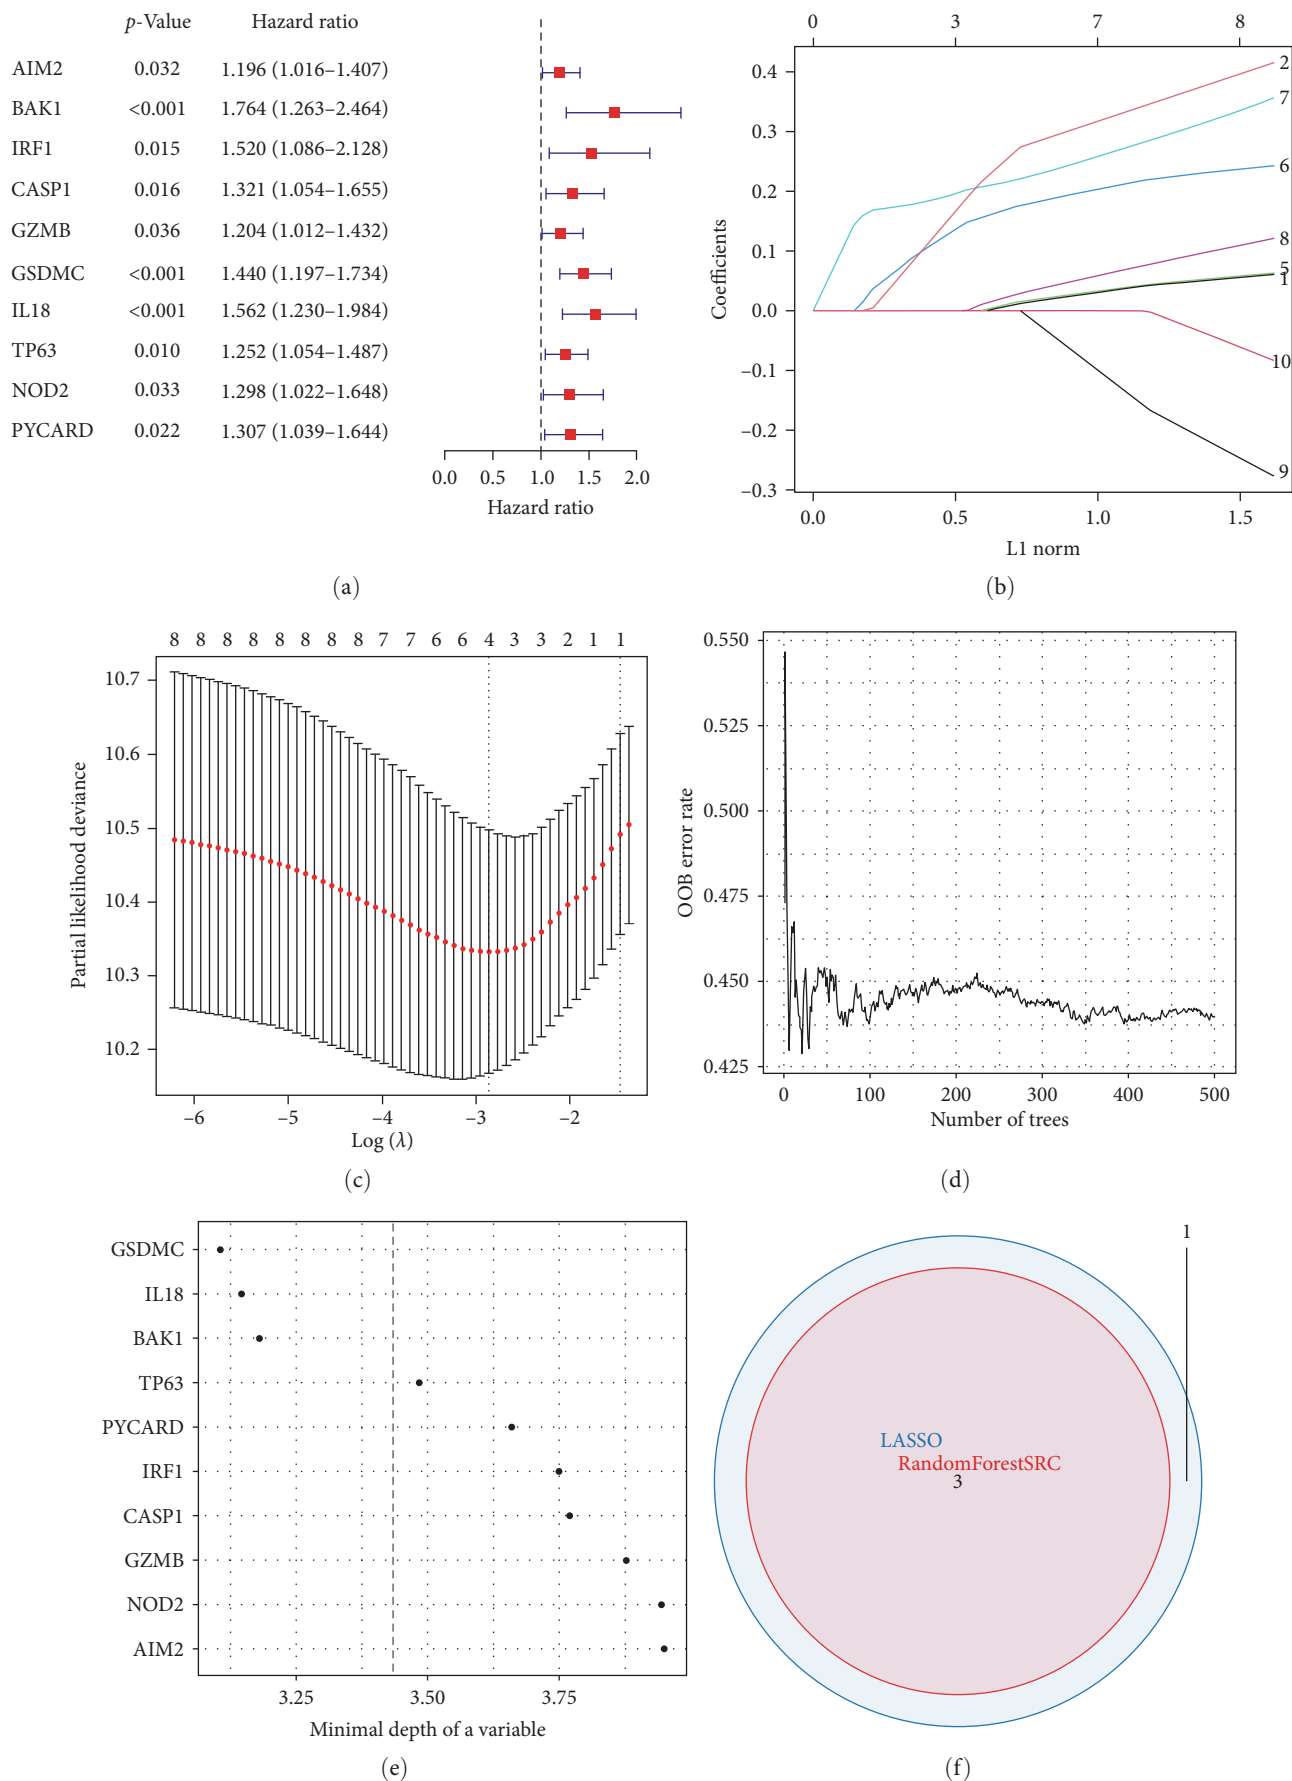 p-Value Hazard ratio
AIM2 0.032 1.196 (1.016–1.407)
BAK1 <0.001 1.764 (1.263–2.464)
IRF1 0.015 1.520 (1.086–2.128)
CASP1 0.016 1.321 (1.054–1.655)
GZMB 0.036 1.204 (1.012–1.432)
GSDMC <0.001 1.440 (1.197–1.734)
IL18 <0.001 1.562 (1.230–1.984)
TP63 0.010 1.252 (1.054–1.487)
NOD2 0.033 1.298 (1.022–1.648)
PYCARD 0.022 1.307 (1.039–1.644)
0.0 0.5 1.0 1.5 2.0
Hazard ratio
(a)
0 3 7 8
0.4
0.3
0.2
0.1
0.0
–0.1
–0.2
–0.3
Coefficients
2
7
6
8
5
1
10
9
0.0 0.5 1.0 1.5
L1 norm
(b)
8 8 8 8 8 8 8 8 7 7 6 6 4 3 3 2 1 1
10.7
10.6
10.5
10.4
10.3
10.2
Partial likelihood deviance
–6 –5 –4 –3 –2
Log (λ)
(c)
0.550
0.525
0.500
0.475
0.450
0.425
OOB error rate
0 100 200 300 400 500
Number of trees
(d)
GSDMC
IL18
BAK1
TP63
PYCARD
IRF1
CASP1
GZMB
NOD2
AIM2
3.25 3.50 3.75
Minimal depth of a variable
(e)
1
LASSO
RandomForestSRC
3
(f)